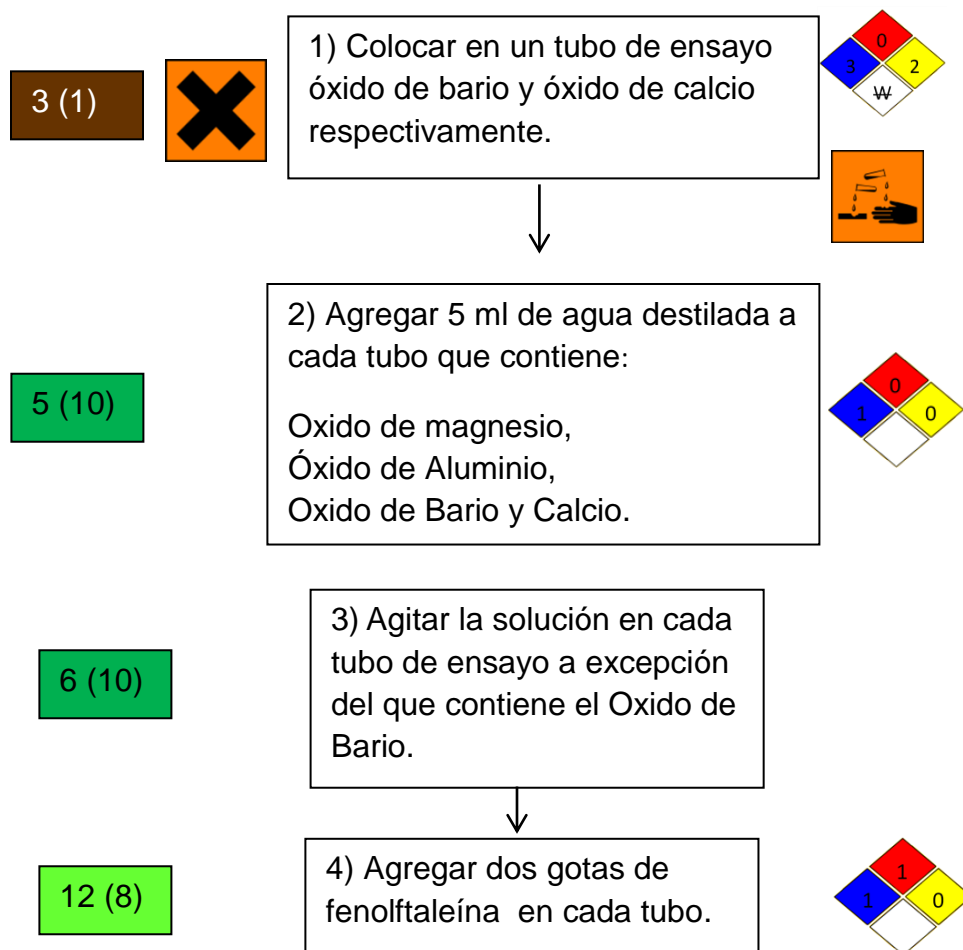 3 (1)
1) Colocar en un tubo de ensayo
óxido de bario y óxido de calcio
respectivamente.
0
3
2
W
2) Agregar 5 ml de agua destilada a
cada tubo que contiene:
Oxido de magnesio,
Óxido de Aluminio,
Oxido de Bario y Calcio.
5 (10)
0
1
0
3) Agitar la solución en cada
tubo de ensayo a excepción
del que contiene el Oxido de
Bario.
6 (10)
4) Agregar dos gotas de
fenolftaleína en cada tubo.
12 (8)
1
1
0